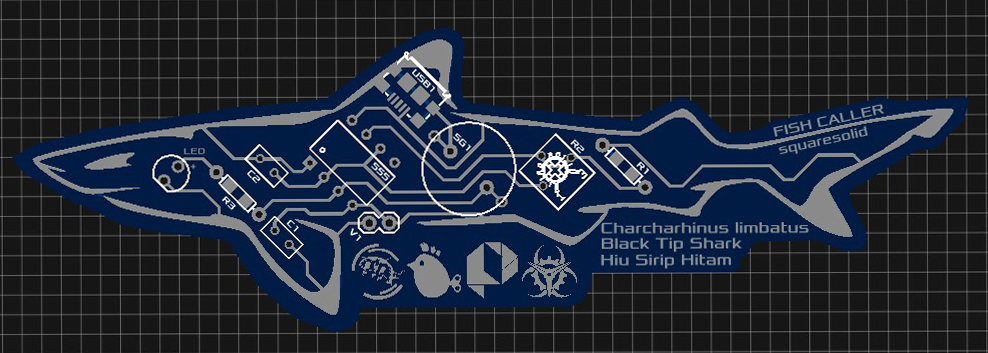 USB1
FISH CALLER
squaresolid
LED
SG1
R2
R1
C2
555
R3
C1
V1
Charcharhinus limbatus
Black Tip Shark
Hiu Sirip Hitam